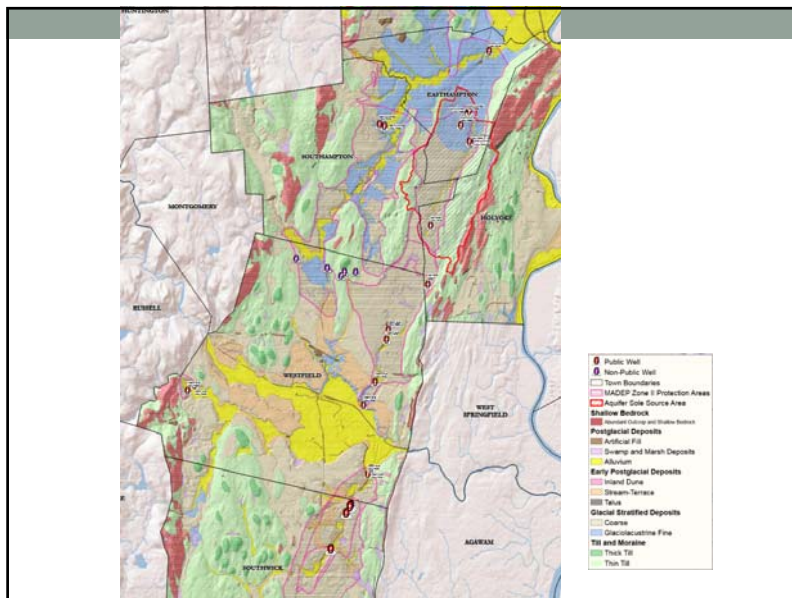 HUNTINGTON
EASTHAMPTON
SOUTHAMPTON
MONTGOMERY
HOLYOKE
RUSSELL
WESTFIELD
WEST
SPRINGFIELD
AGAWAM
SOUTHWICK
Public Well
Non-Public Well
Town Boundaries
MADEP Zone II Protection Areas
Aquifer Sole Source Area
Shallow Bedrock
Abundant Outcrop and Shallow Bedrock
Postglacial Deposits
Artificial Fill
Swamp and Marsh Deposits
Alluvium
Early Postglacial Deposits
Inland Dune
Stream-Terrace
Talus
Glacial Stratified Deposits
Coarse
Glaciolacustrine Fine
Till and Moraine
Thick Till
Thin Till